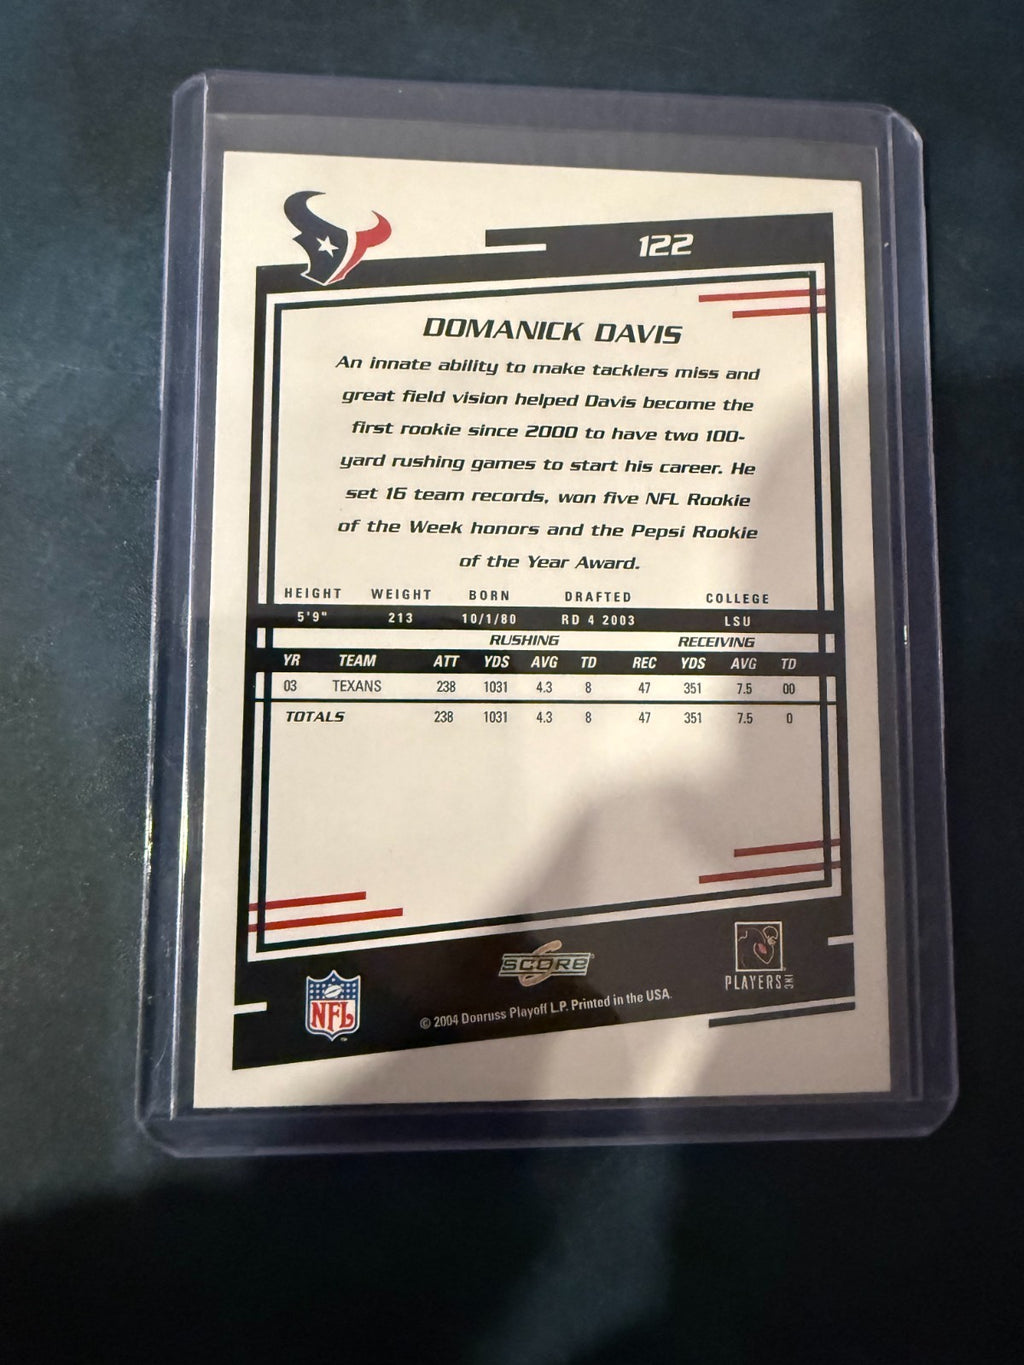 122
DOMANICK DAVIS
An innate ability to make tacklers miss and
great field vision helped Davis become the
first rookie since 2000 to have two 100-
yard rushing games to start his career. He
set 16 team records, won five NFL Rookie
of the Week honors and the Pepsi Rookie
of the Year Award.
HEIGHT WEIGHT BORN DRAFTED COLLEGE
5'9" 213 10/1/80 RD 4 2003 LSU
RUSHING RECEIVING
YR TEAM ATT YDS AVG TD REC YDS AVG TD
03 TEXANS 238 1031 4.3 8 47 351 7.5 00
TOTALS 238 1031 4.3 8 47 351 7.5 0
SCORE
NFL
PLAYERS INC
© 2004 Donruss Playoff L.P. Printed in the USA.